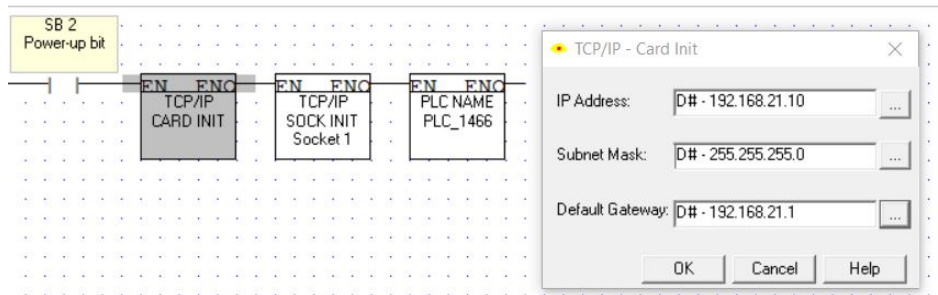 SB 2
Power-up bit
EN ENO
TCP/IP
CARD INIT
EN ENO
TCP/IP
SOCK INIT
Socket 1
EN ENO
PLC NAME
PLC_1466
TCP/IP - Card Init
IP Address: D# - 192.168.21.10 ...
Subnet Mask: D# - 255.255.255.0 ...
Default Gateway: D# - 192.168.21.1 ...
OK Cancel Help